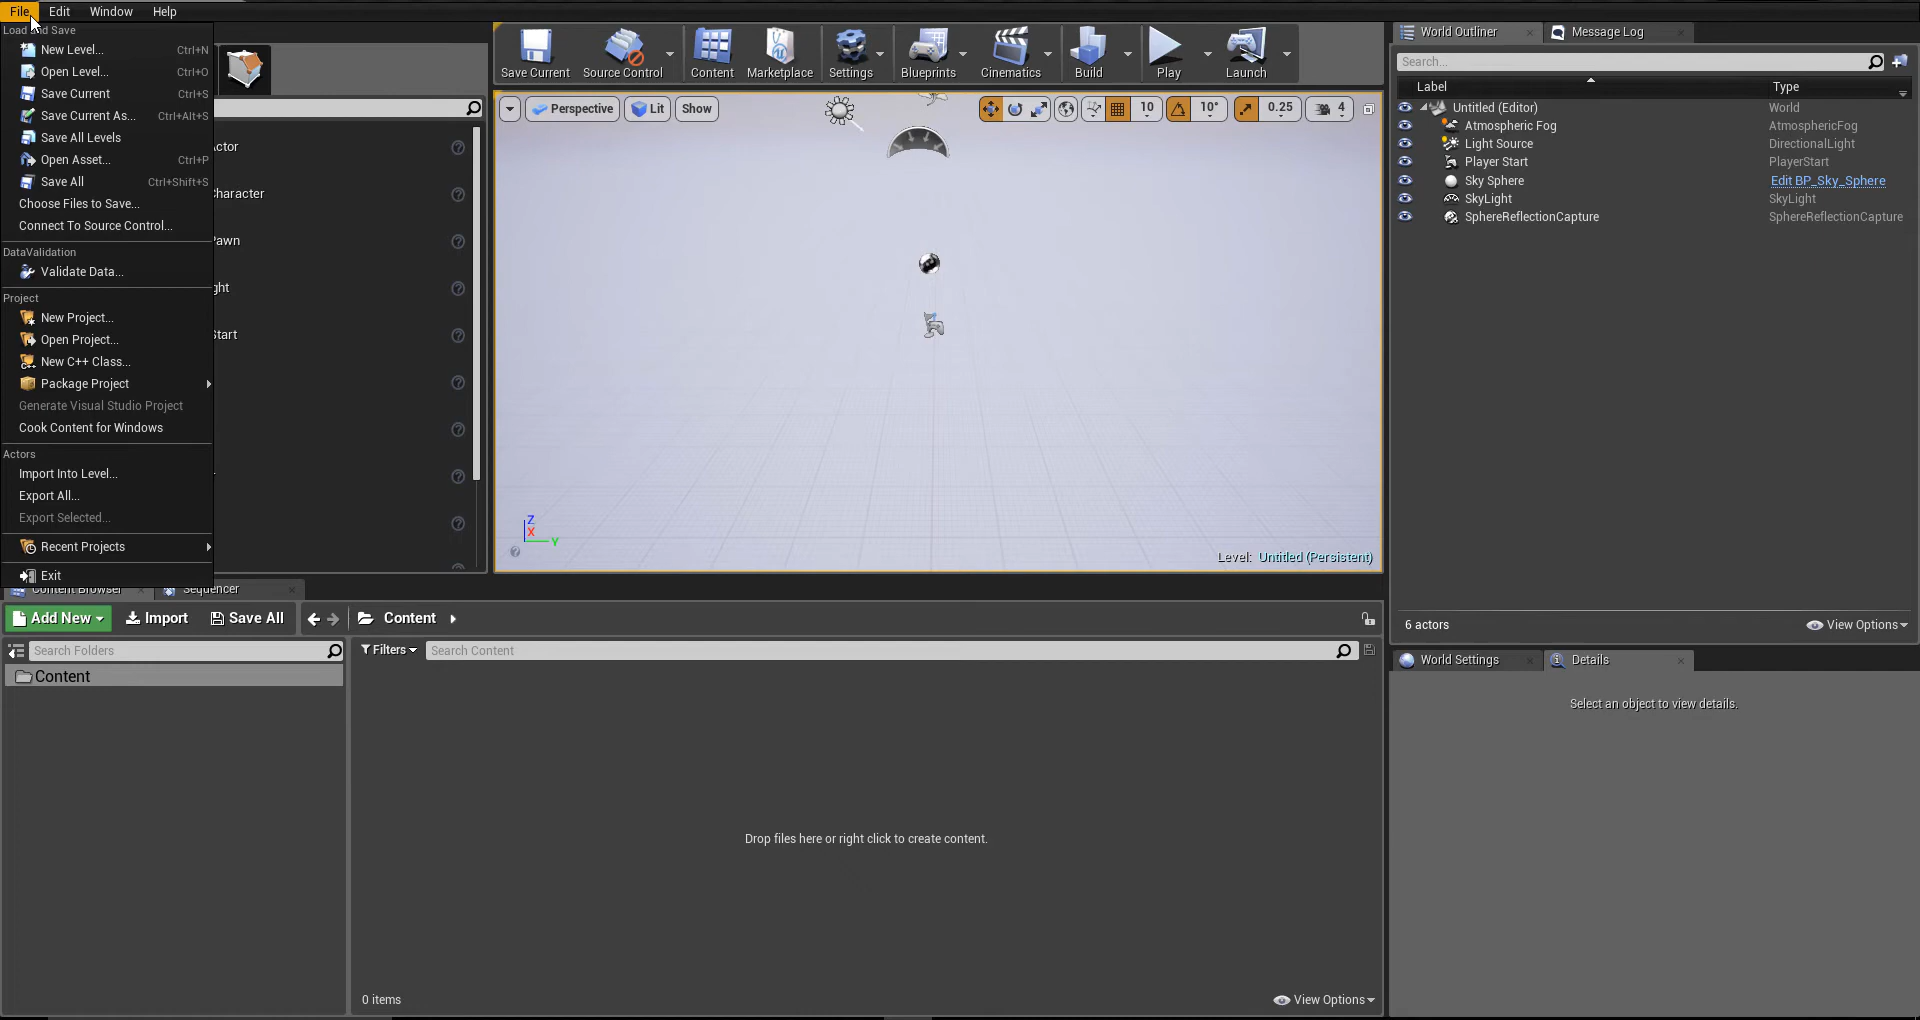 File Edit Window Help
Load and Save
New Level... Ctrl+N
Open Level... Ctrl+O
Save Current Ctrl+S
Save Current As... Ctrl+Alt+S
Save All Levels
Open Asset... Ctrl+P
Save All Ctrl+Shift+S
Choose Files to Save...
Connect To Source Control...
DataValidation
Validate Data...
Project
New Project...
Open Project...
New C++ Class...
Package Project
Generate Visual Studio Project
Cook Content for Windows
Actors
Import Into Level...
Export All...
Export Selected...
Recent Projects
Exit
Actor
Character
Pawn
ght
Start
Save Current Source Control Content Marketplace Settings Blueprints Cinematics Build Play Launch
Perspective Lit Show 10 10° 0.25 4
Z
X
Y
Level: Untitled (Persistent)
World Outliner Message Log
Search...
Label Type
Untitled (Editor) World
Atmospheric Fog AtmosphericFog
Light Source DirectionalLight
Player Start PlayerStart
Sky Sphere Edit BP_Sky_Sphere
SkyLight SkyLight
SphereReflectionCapture SphereReflectionCapture
6 actors View Options
Content Browser Sequencer
Add New Import Save All Content
Search Folders Filters Search Content
Content
Drop files here or right click to create content.
0 items View Options
World Settings Details
Select an object to view details.